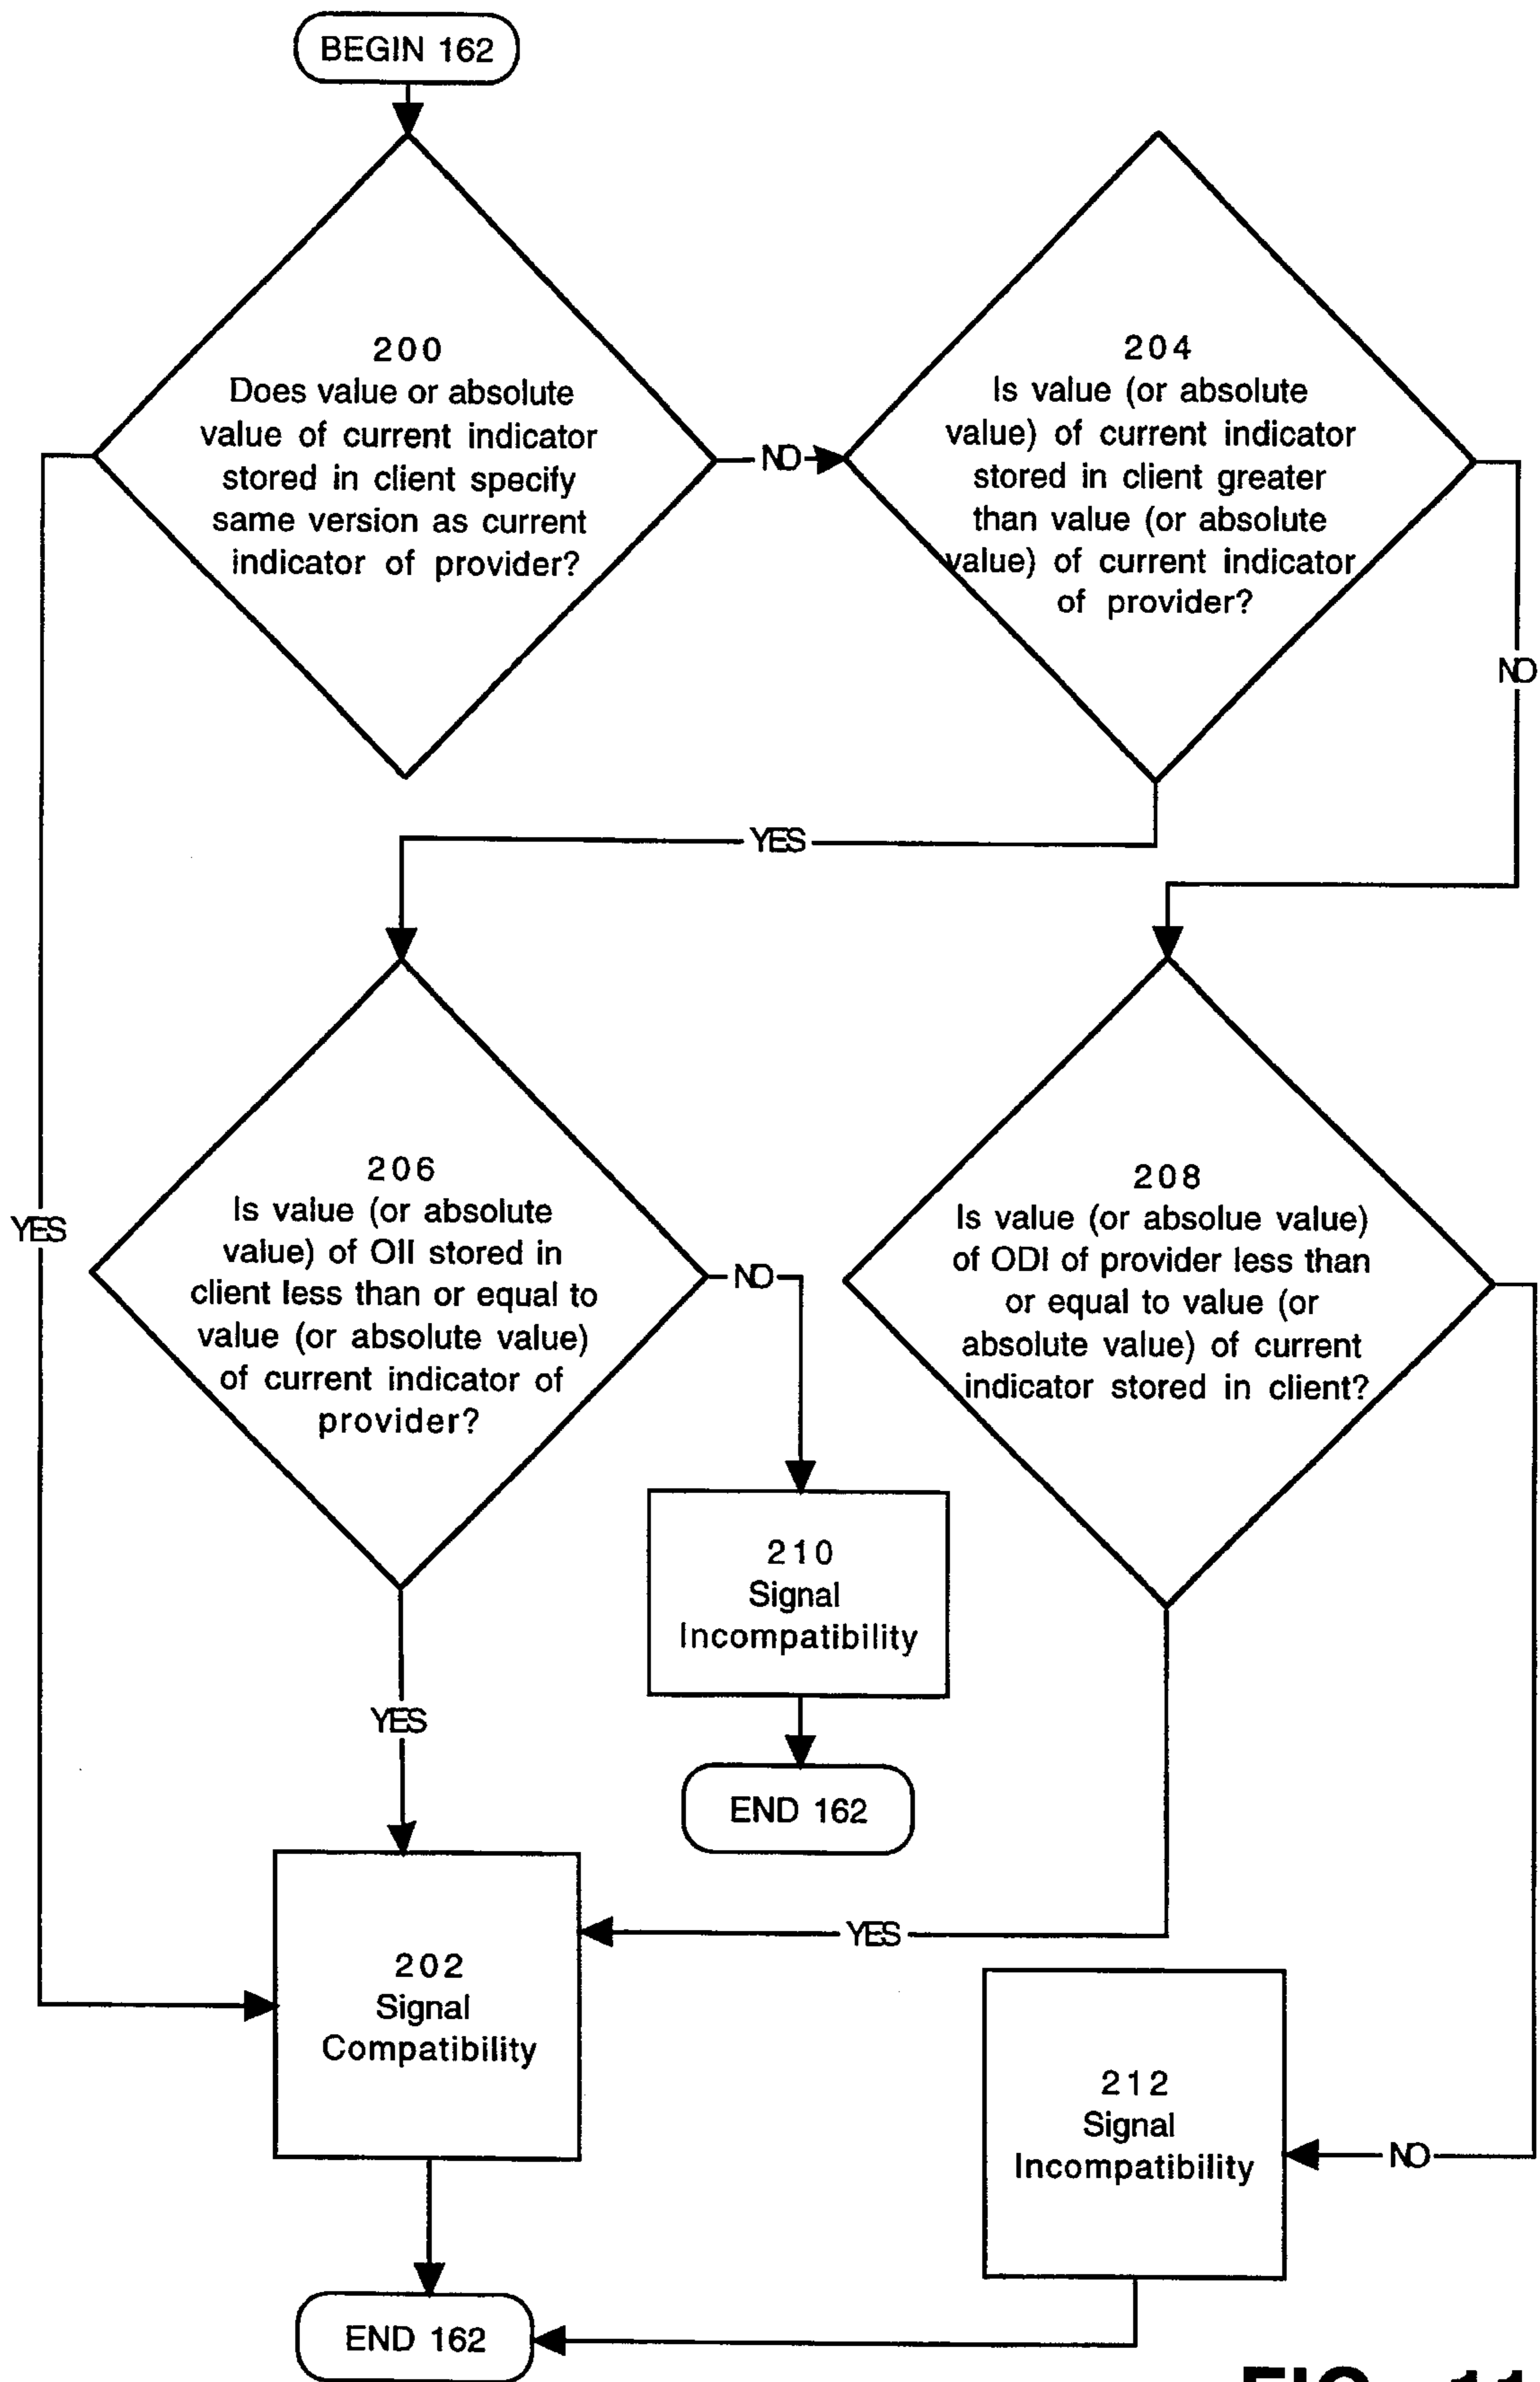 BEGIN 162
200
Does value or absolute
value of current indicator
stored in client specify
same version as current
indicator of provider?
NO
204
Is value (or absolute
value) of current indicator
stored in client greater
than value (or absolute
value) of current indicator
of provider?
NO
YES
YES
206
Is value (or absolute
value) of OII stored in
client less than or equal to
value (or absolute value)
of current indicator of
provider?
NO
208
Is value (or absolue value)
of ODI of provider less than
or equal to value (or
absolute value) of current
indicator stored in client?
210
Signal
Incompatibility
YES
END 162
YES
202
Signal
Compatibility
212
Signal
Incompatibility
NO
END 162
FIG. 11